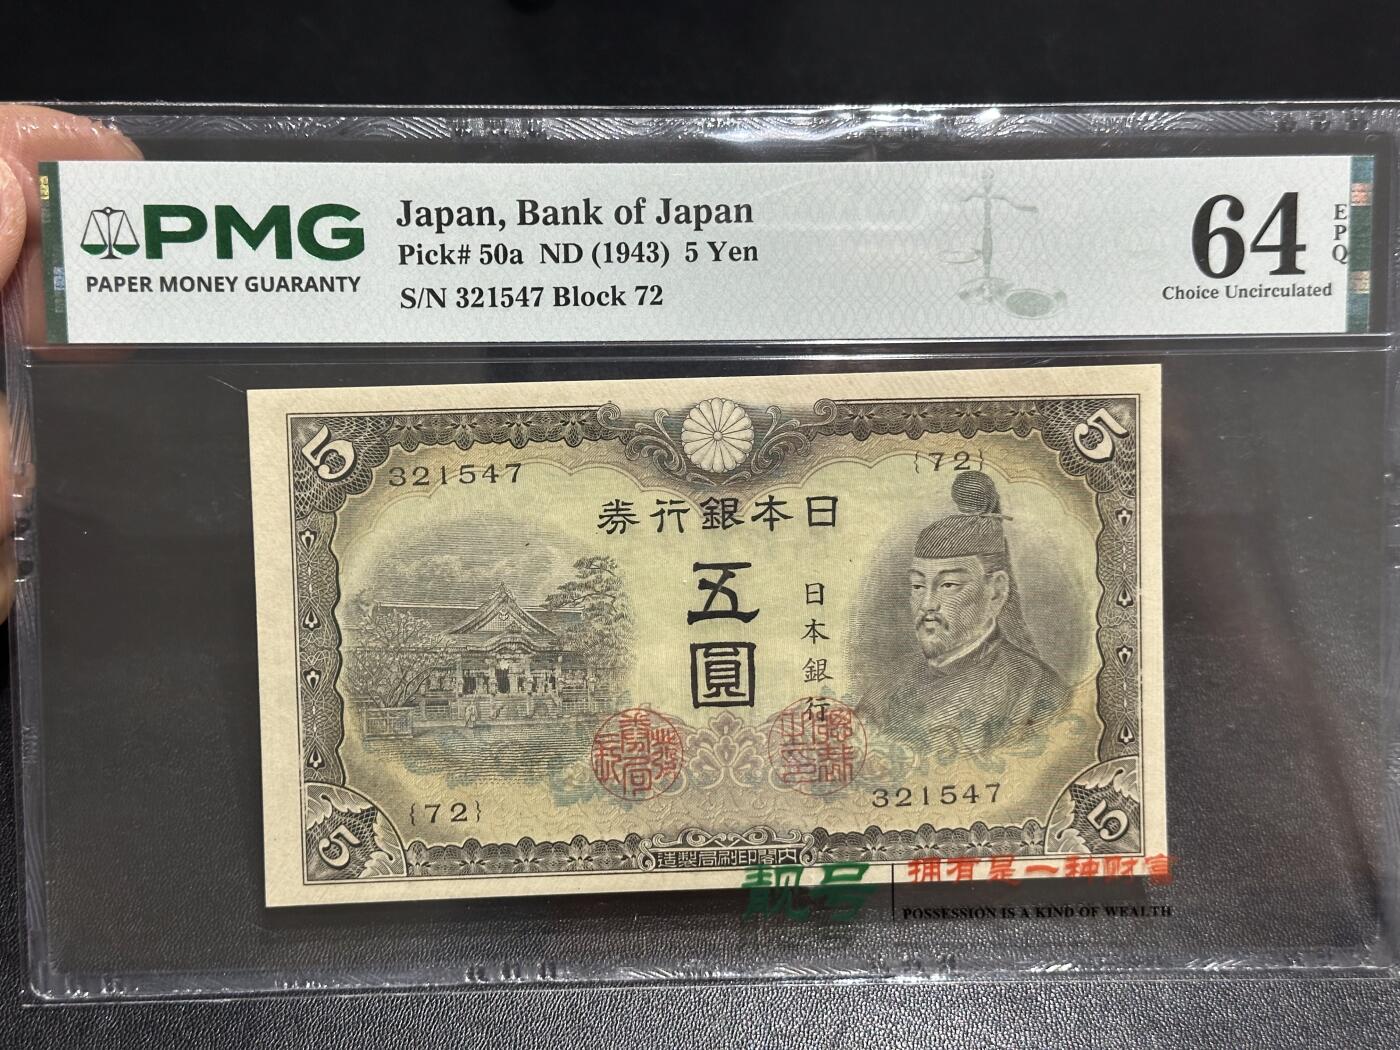 PMG
PAPER MONEY GUARANTY
Japan, Bank of Japan
Pick# 50a ND (1943) 5 Yen
S/N 321547 Block 72
64
EPQ
Choice Uncirculated
5
5
321547
{72}
券行銀本日
五圓
日本銀行
{72}
321547
5
5
造製局刷印閣内
靓号
拥有是一种财富
POSSESSION IS A KIND OF WEALTH